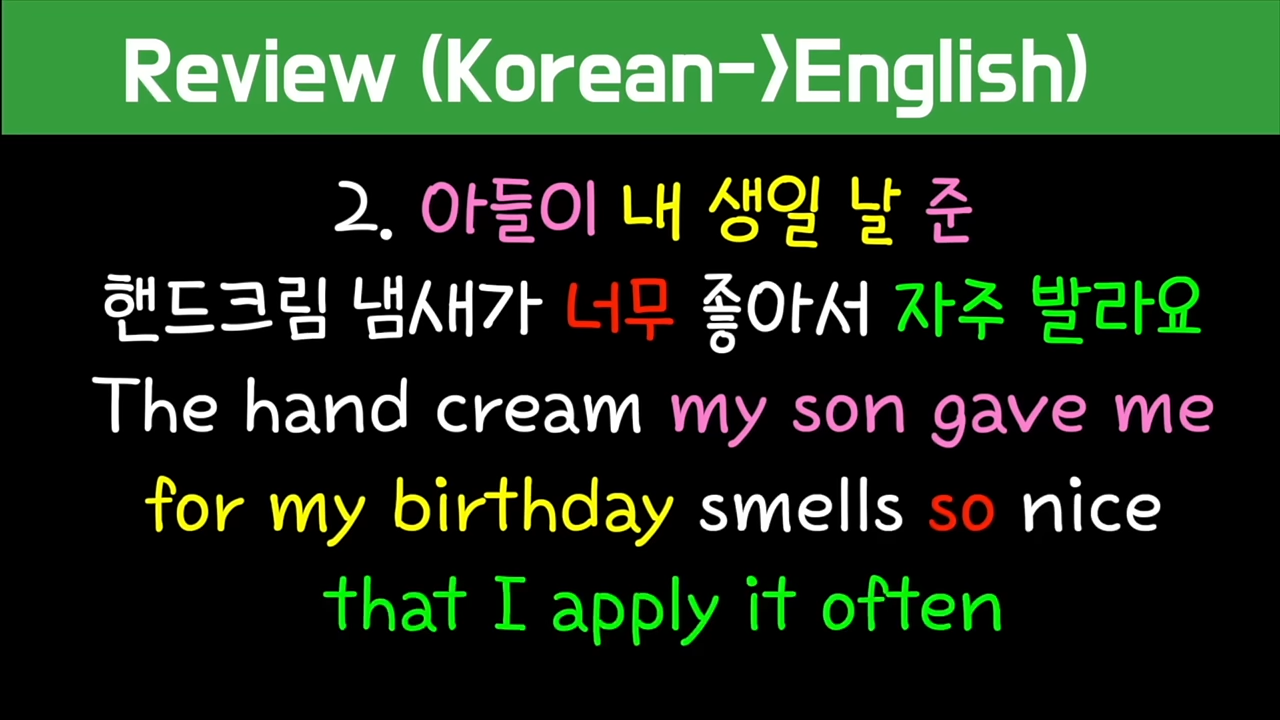 Review (Korean->English)
2. 아들이 내 생일 날 준
핸드크림 냄새가 너무 좋아서 자주 발라요
The hand cream my son gave me
for my birthday smells so nice
that I apply it often